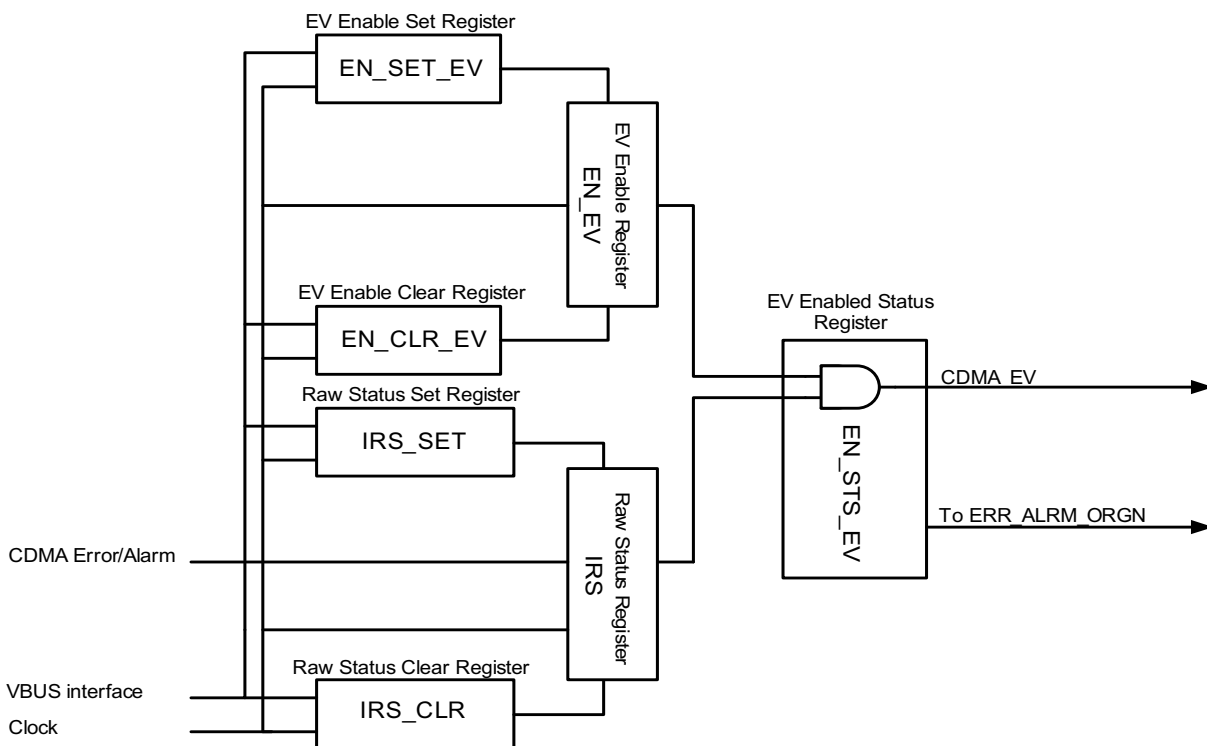 EV Enable Set Register
EN_SET_EV
EV Enable Register
EN_EV
EV Enable Clear Register
EN_CLR_EV
EV Enabled Status
Register
CDMA_EV
EN_STS_EV
To ERR_ALRM_ORGN
Raw Status Set Register
IRS_SET
Raw Status Register
IRS
CDMA Error/Alarm
Raw Status Clear Register
IRS_CLR
VBUS interface
Clock